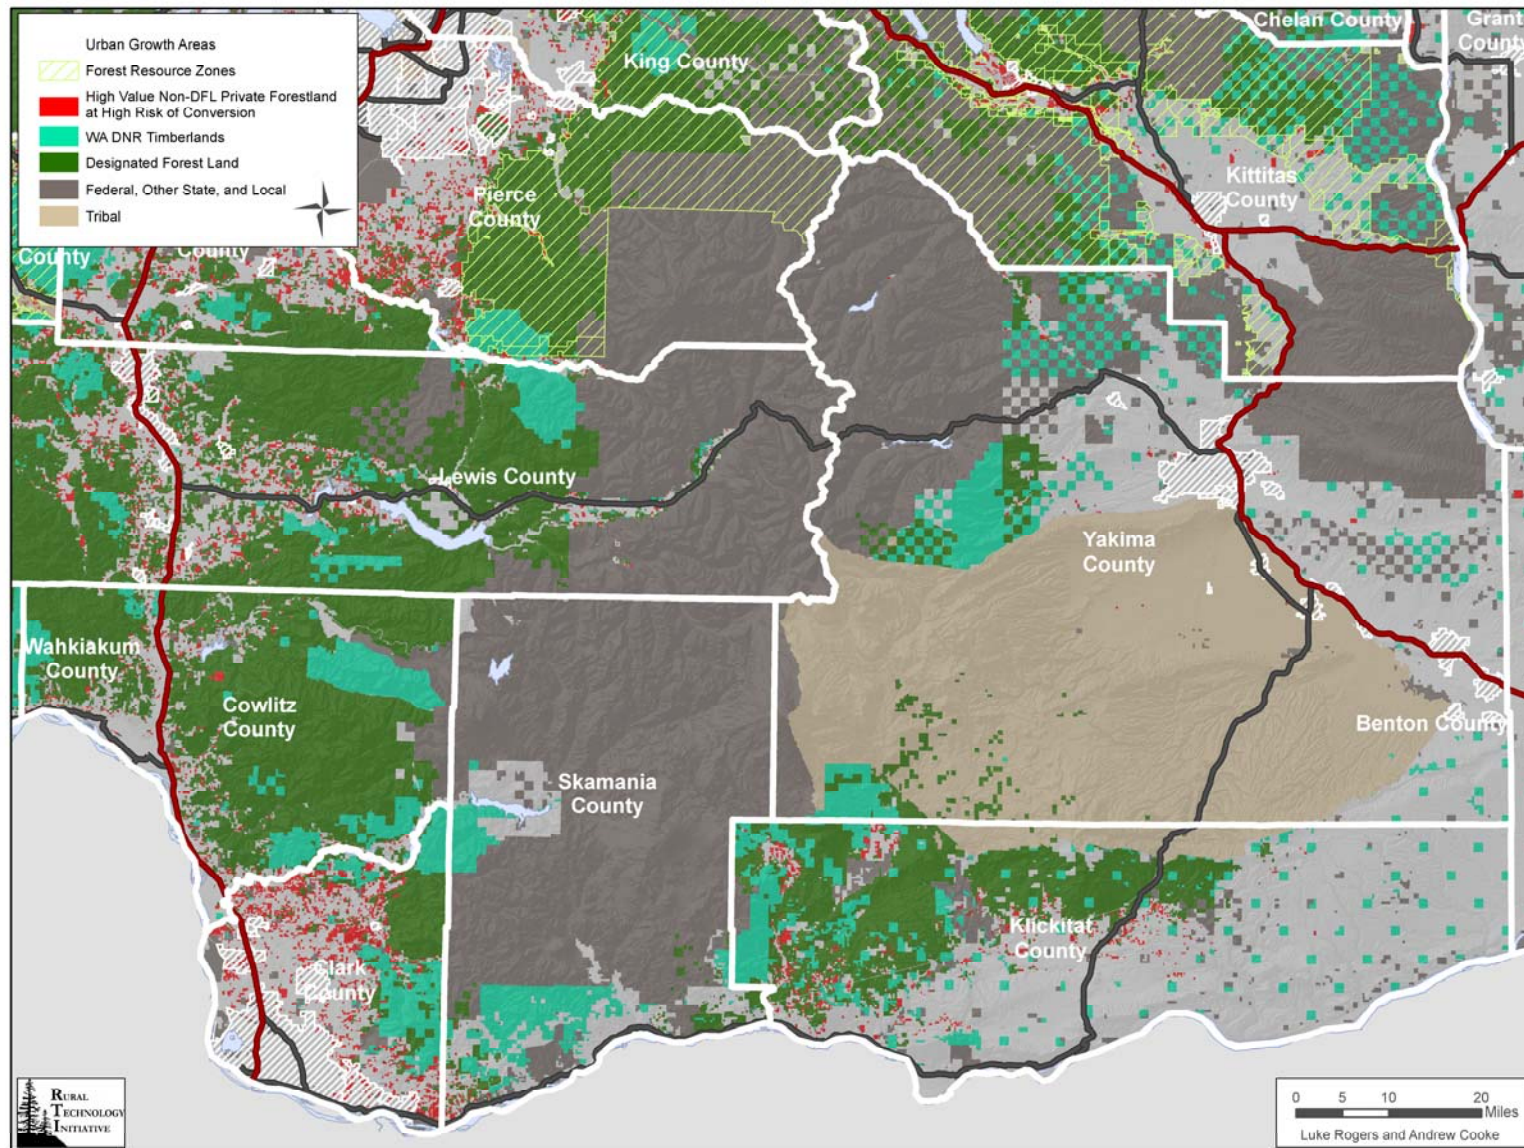 Urban Growth Areas
Forest Resource Zones
High Value Non-DFL Private Forestland
at High Risk of Conversion
WA DNR Timberlands
Designated Forest Land
Federal, Other State, and Local
Tribal
Chelan County
Grant
County
King County
Kittitas
County
Pierce
County
County
County
Lewis County
Yakima
County
Wahkiakum
County
Cowlitz
County
Benton County
Skamania
County
Klickitat
County
Clark
County
RURAL
TECHNOLOGY
INITIATIVE
0 5 10 20
Miles
Luke Rogers and Andrew Cooke